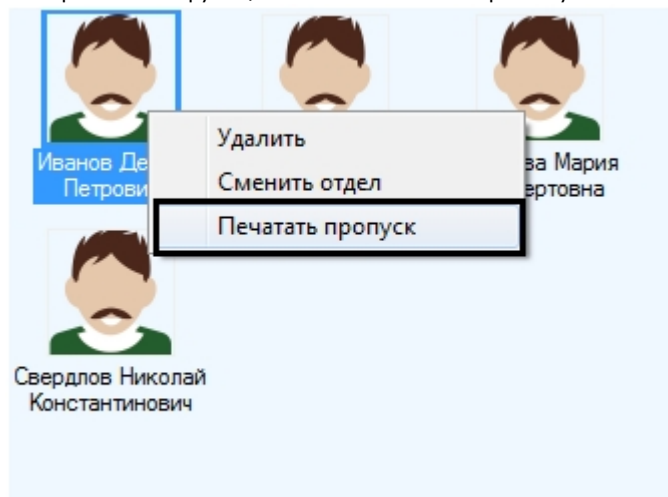 Удалить
Иванов Де
ва Мария
Петрови
Сменить отдел
ертовна
Печатать пропуск
Свердлов Николай
Константинович